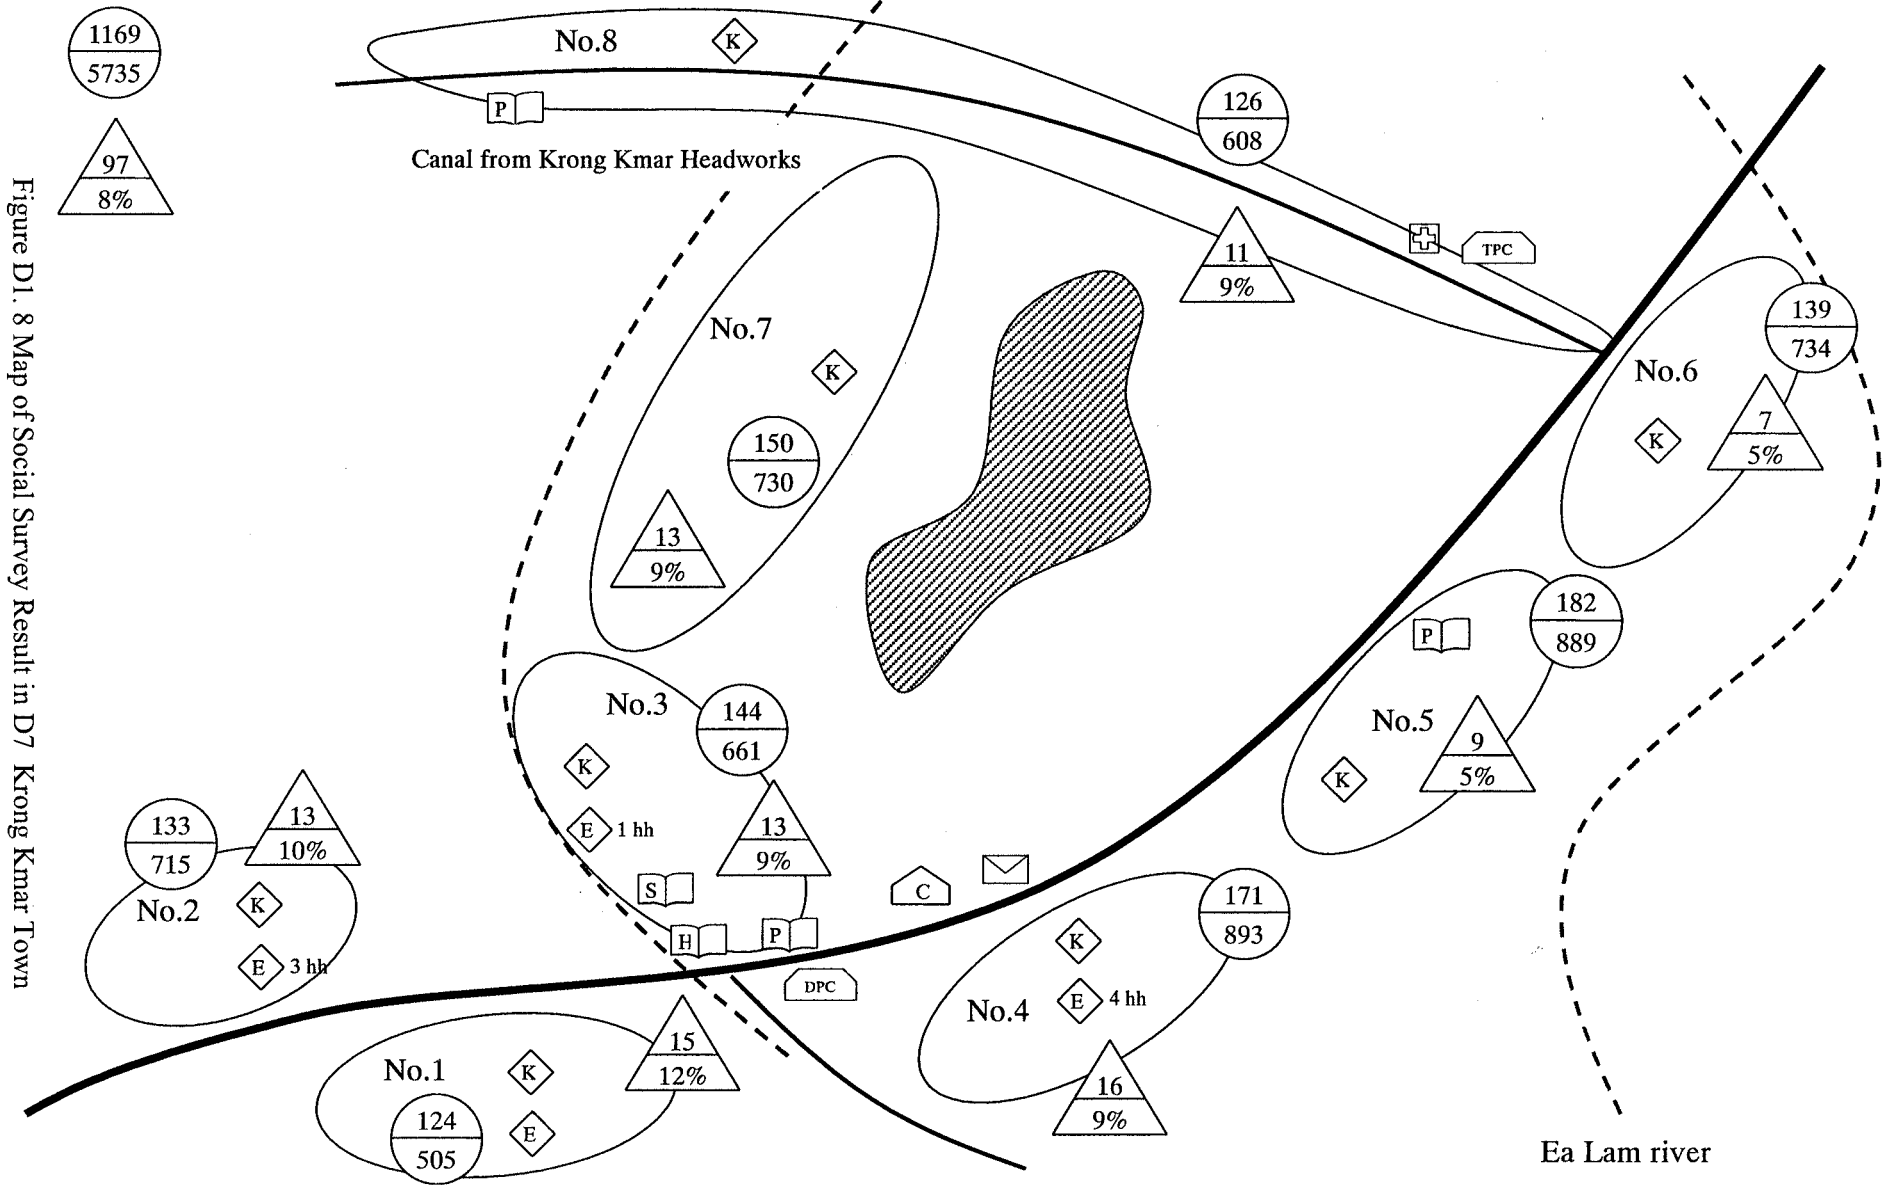 1169
5735
97
8%
Figure D1. 8 Map of Social Survey Result in D7 Krong Kmar Town
No.8
K
P
Canal from Krong Kmar Headworks
126
608
11
9%
TPC
No.7
K
150
730
13
9%
139
734
No.6
K
7
5%
182
889
P
No.5
K
9
5%
No.3
144
661
K
E 1 hh
13
9%
S
H
P
C
DPC
133
715
13
10%
No.2
K
E 3 hh
171
893
K
No.4
E 4 hh
16
9%
No.1
K
15
12%
124
505
E
Ea Lam river